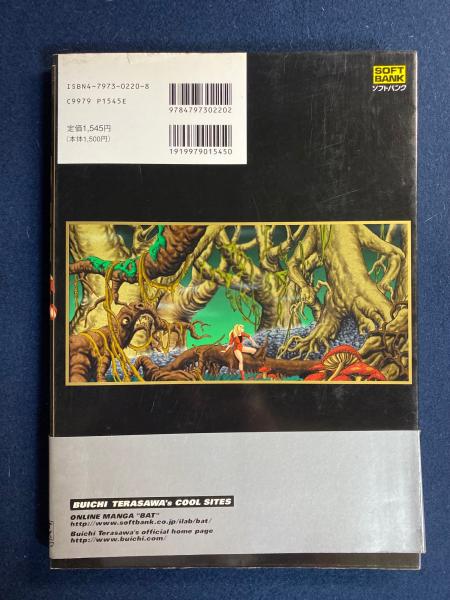 ISBN4-7973-0220-8
C9979 P1545E
定価1,545円
(本体1,500円)
9784797302202
1919979015450
SOFT
BANK
ソフトバンク
BUICHI TERASAWA's COOL SITES
ONLINE MANGA "BAT"
http://www.softbank.co.jp/ilab/bat/
Buichi Terasawa's official home page
http://www.buichi.com/